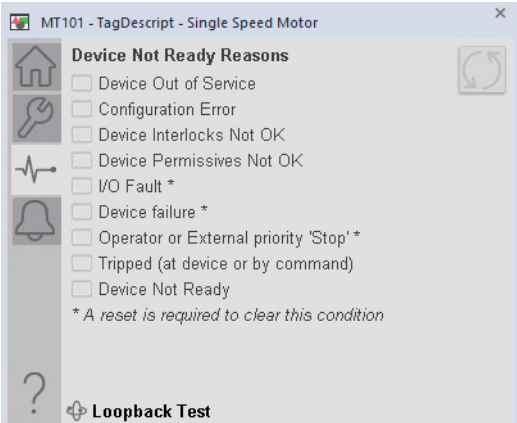 MT101 - TagDescript - Single Speed Motor
Device Not Ready Reasons
Device Out of Service
Configuration Error
Device Interlocks Not OK
Device Permissives Not OK
I/O Fault *
Device failure *
Operator or External priority 'Stop' *
Tripped (at device or by command)
Device Not Ready
* A reset is required to clear this condition
?
Loopback Test